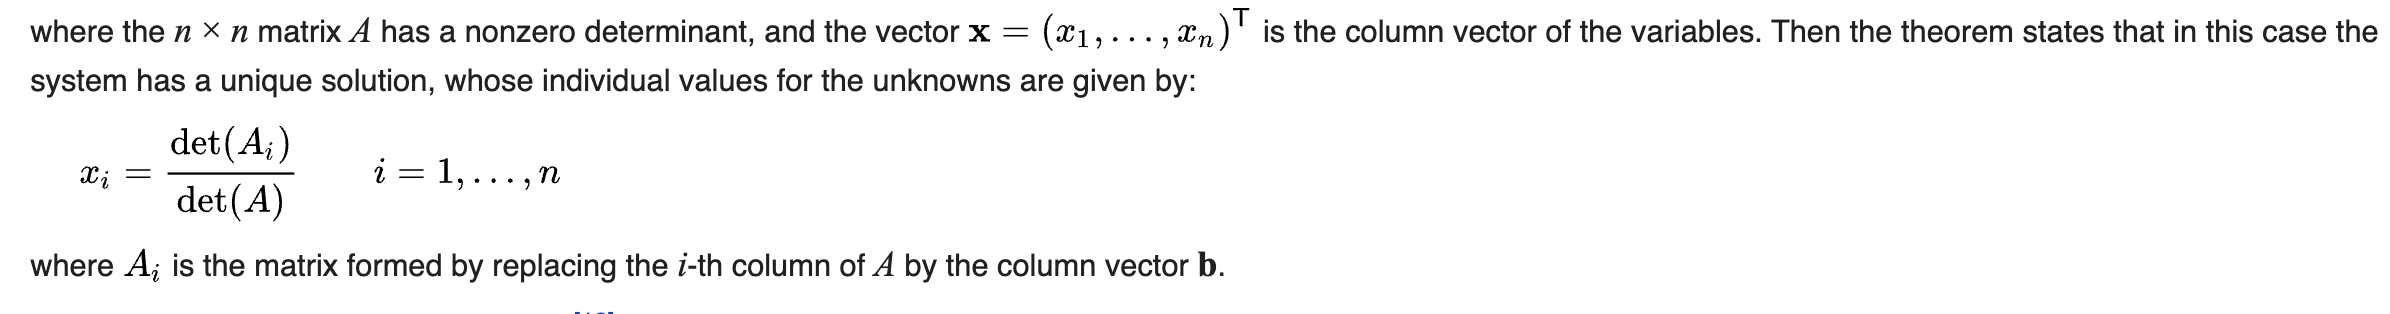 where the n × n matrix A has a nonzero determinant, and the vector x = (x₁, . . . , xₙ)ᵀ is the column vector of the variables. Then the theorem states that in this case the
system has a unique solution, whose individual values for the unknowns are given by:
xᵢ = det(Aᵢ) / det(A)    i = 1, . . . , n
where Aᵢ is the matrix formed by replacing the i-th column of A by the column vector b.